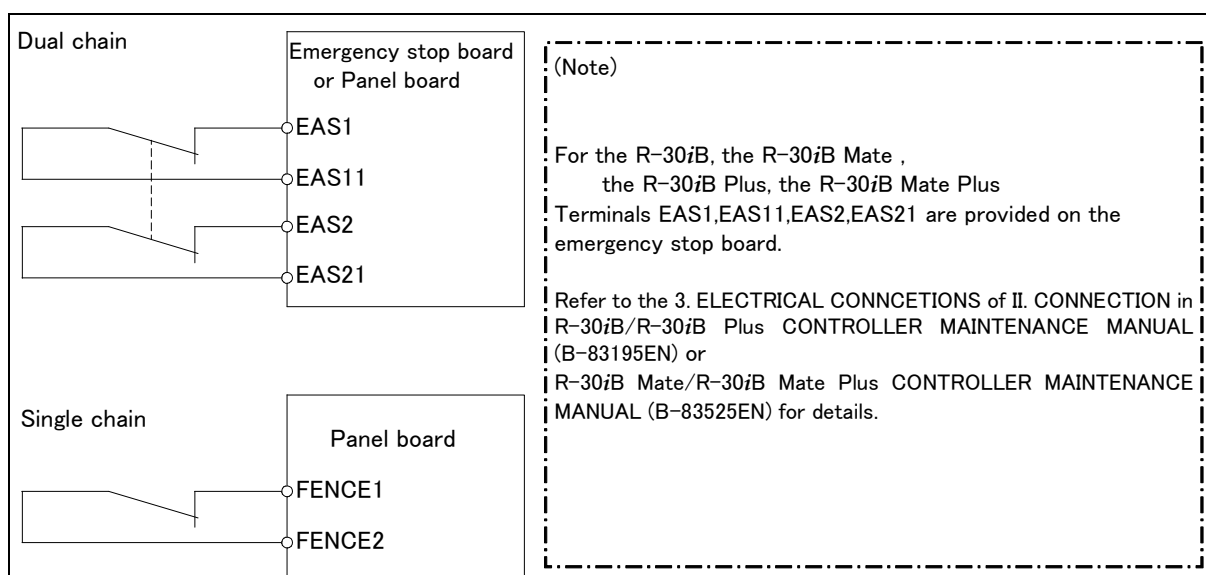 Dual chain
Emergency stop board
or Panel board
EAS1
EAS11
EAS2
EAS21
Single chain
Panel board
FENCE1
FENCE2
(Note)
For the R-30iB, the R-30iB Mate ,
the R-30iB Plus, the R-30iB Mate Plus
Terminals EAS1,EAS11,EAS2,EAS21 are provided on the
emergency stop board.
Refer to the 3. ELECTRICAL CONNCETIONS of II. CONNECTION in
R-30iB/R-30iB Plus CONTROLLER MAINTENANCE MANUAL
(B-83195EN) or
R-30iB Mate/R-30iB Mate Plus CONTROLLER MAINTENANCE
MANUAL (B-83525EN) for details.